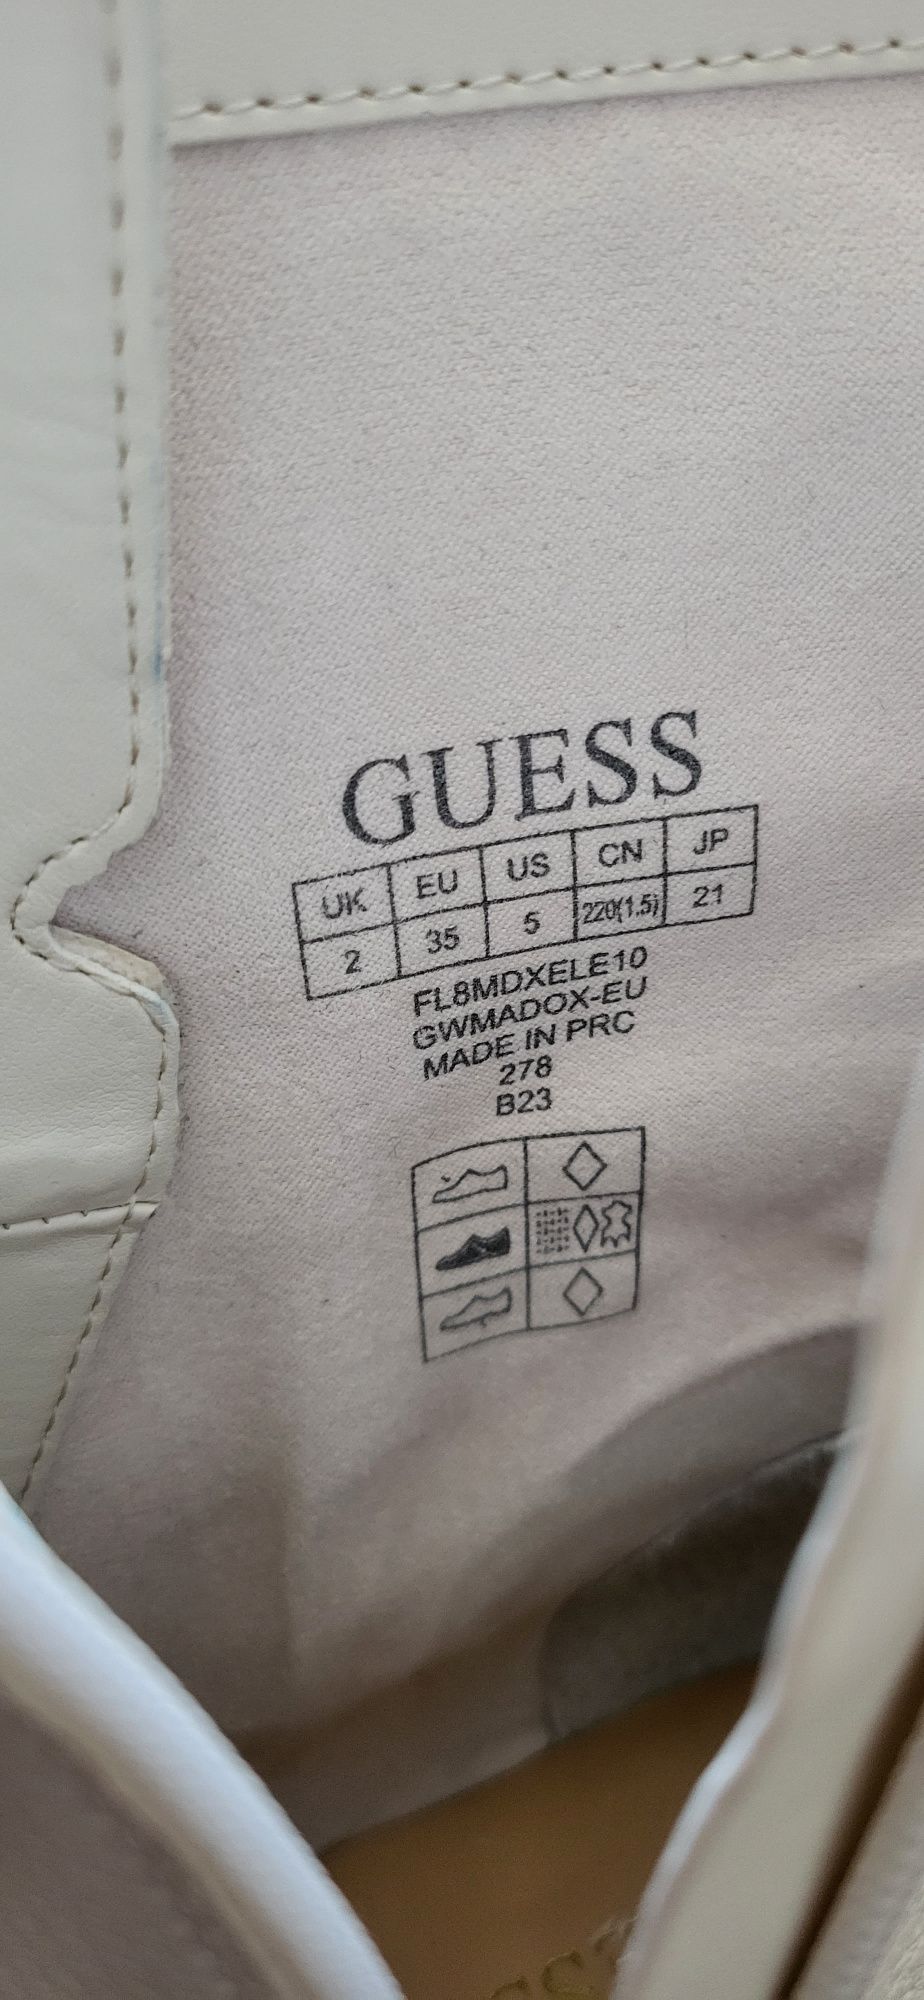 GUESS
UK EU US CN JP
2 35 5 220(1.5) 21
FL8MDXELE10
GWMADOX-EU
MADE IN PRC
278
B23